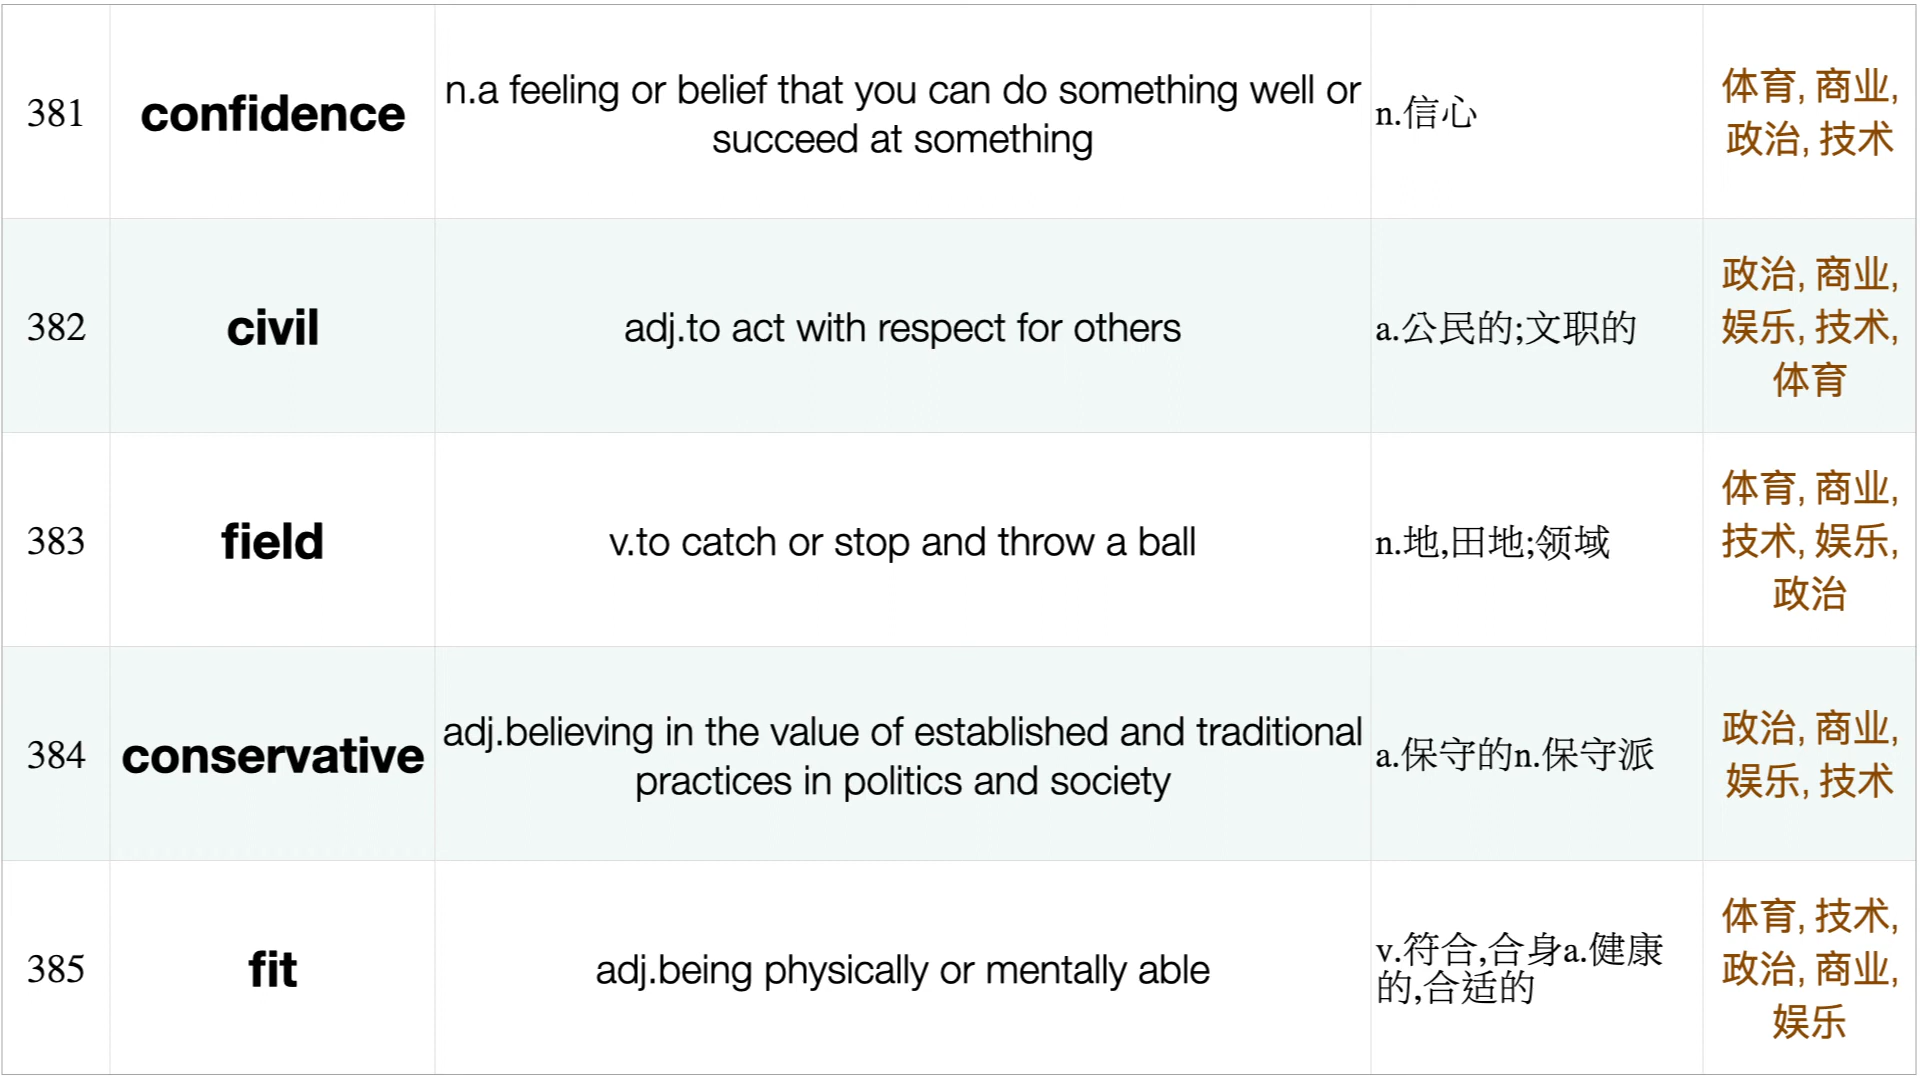 381
confidence
n.a feeling or belief that you can do something well or
succeed at something
n.信心
体育, 商业,
政治, 技术
382
civil
adj.to act with respect for others
a.公民的;文职的
政治, 商业,
娱乐, 技术,
体育
383
field
v.to catch or stop and throw a ball
n.地,田地;领域
体育, 商业,
技术, 娱乐,
政治
384
conservative
adj.believing in the value of established and traditional
practices in politics and society
a.保守的n.保守派
政治, 商业,
娱乐, 技术
385
fit
adj.being physically or mentally able
v.符合,合身a.健康
的,合适的
体育, 技术,
政治, 商业,
娱乐